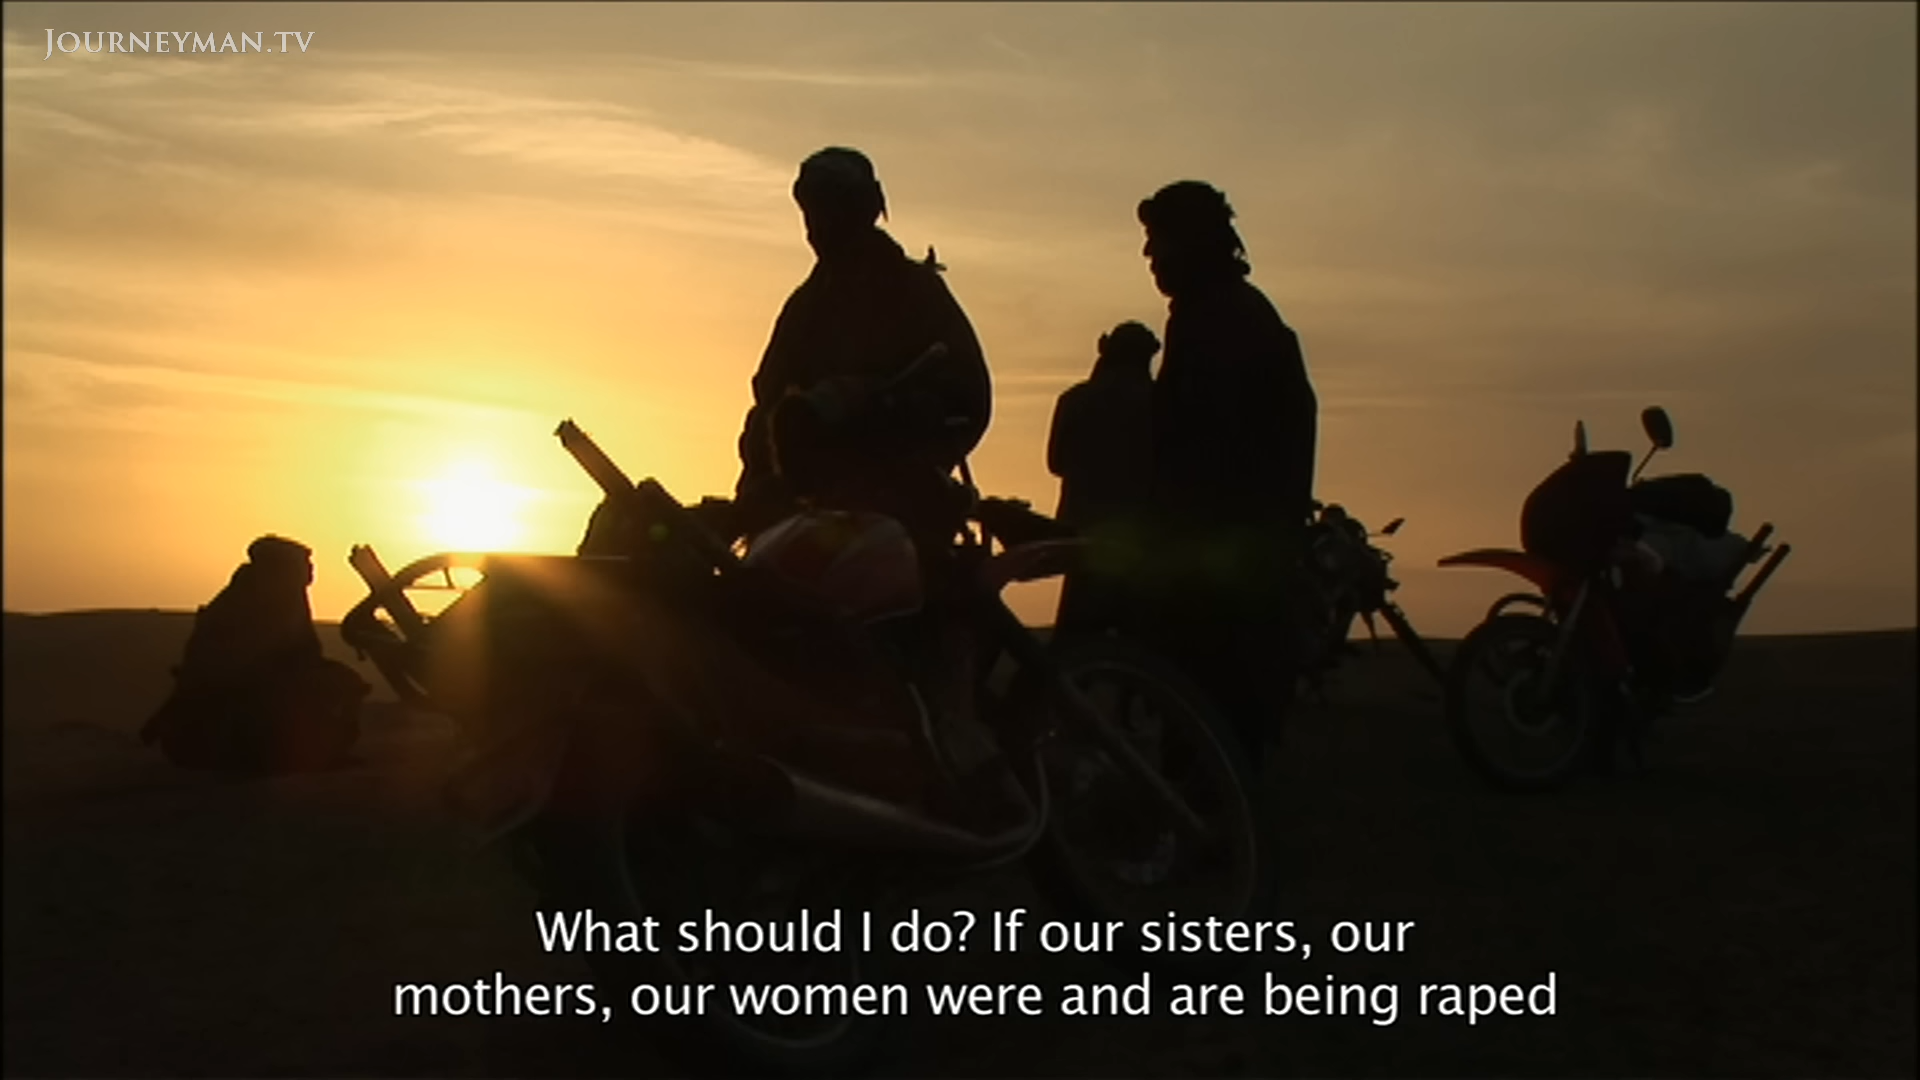 JOURNEYMAN.TV
What should I do? If our sisters, our
mothers, our women were and are being raped